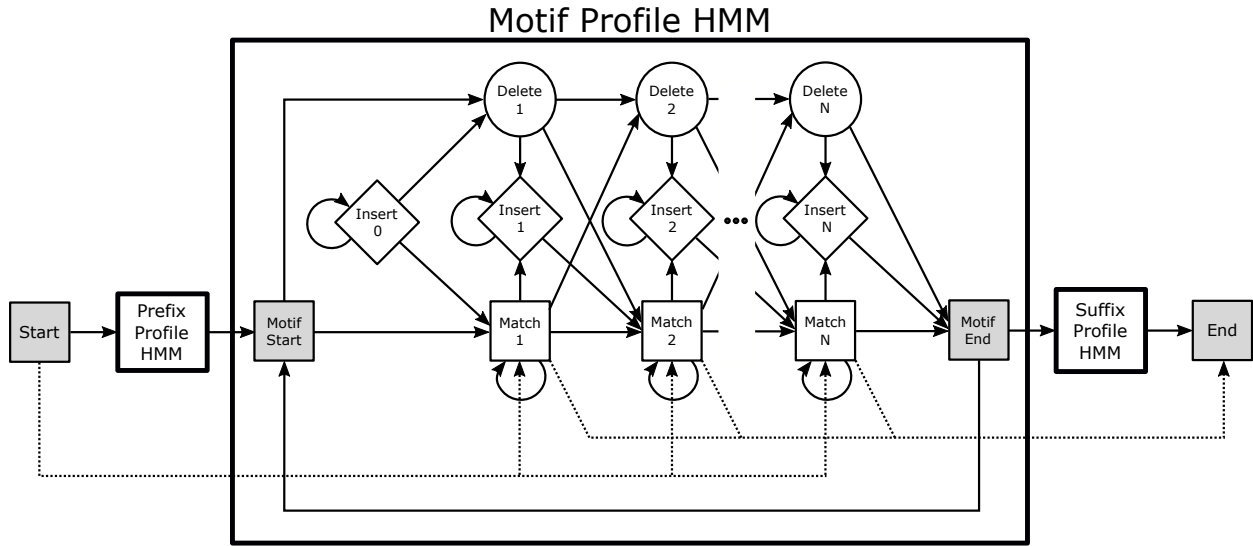 Motif Profile HMM
Delete
1
Delete
2
Delete
N
Insert
0
Insert
1
Insert
2
Insert
N
Start
Prefix
Profile
HMM
Motif
Start
Match
1
Match
2
Match
N
Motif
End
Suffix
Profile
HMM
End